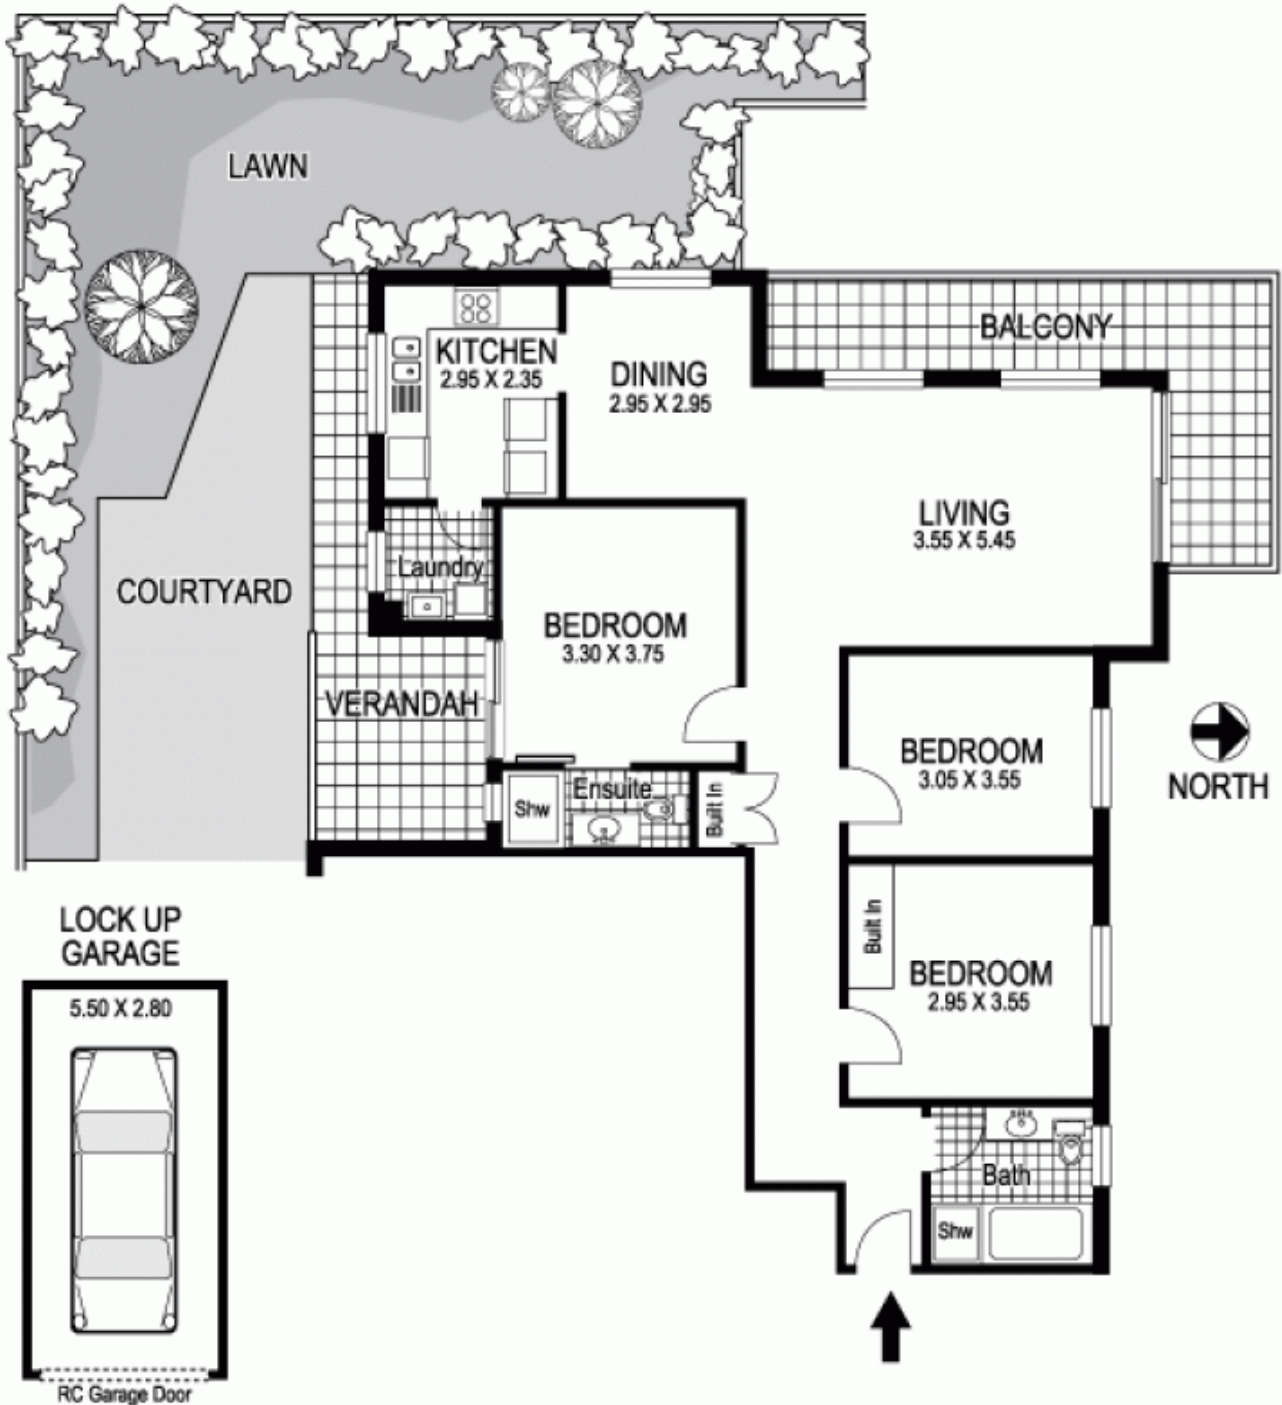 LAWN
BALCONY
KITCHEN
2.95 X 2.35
DINING
2.95 X 2.95
LIVING
3.55 X 5.45
Laundry
COURTYARD
BEDROOM
3.30 X 3.75
VERANDAH
BEDROOM
3.05 X 3.55
NORTH
Ensuite
Shw
Built In
LOCK UP
GARAGE
5.50 X 2.80
Built In
BEDROOM
2.95 X 3.55
Bath
Shw
RC Garage Door